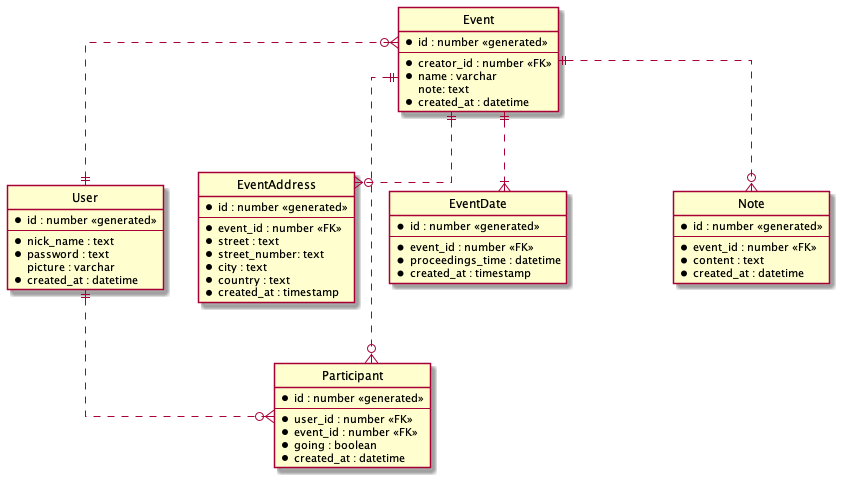 Event
id : number «generated»
creator_id : number «FK»
name : varchar
note: text
created_at : datetime
User
id : number «generated»
nick_name : text
password : text
picture : varchar
created_at : datetime
EventAddress
id : number «generated»
event_id : number «FK»
street : text
street_number: text
city : text
country : text
created_at : timestamp
EventDate
id : number «generated»
event_id : number «FK»
proceedings_time : datetime
created_at : timestamp
Note
id : number «generated»
event_id : number «FK»
content : text
created_at : datetime
Participant
id : number «generated»
user_id : number «FK»
event_id : number «FK»
going : boolean
created_at : datetime